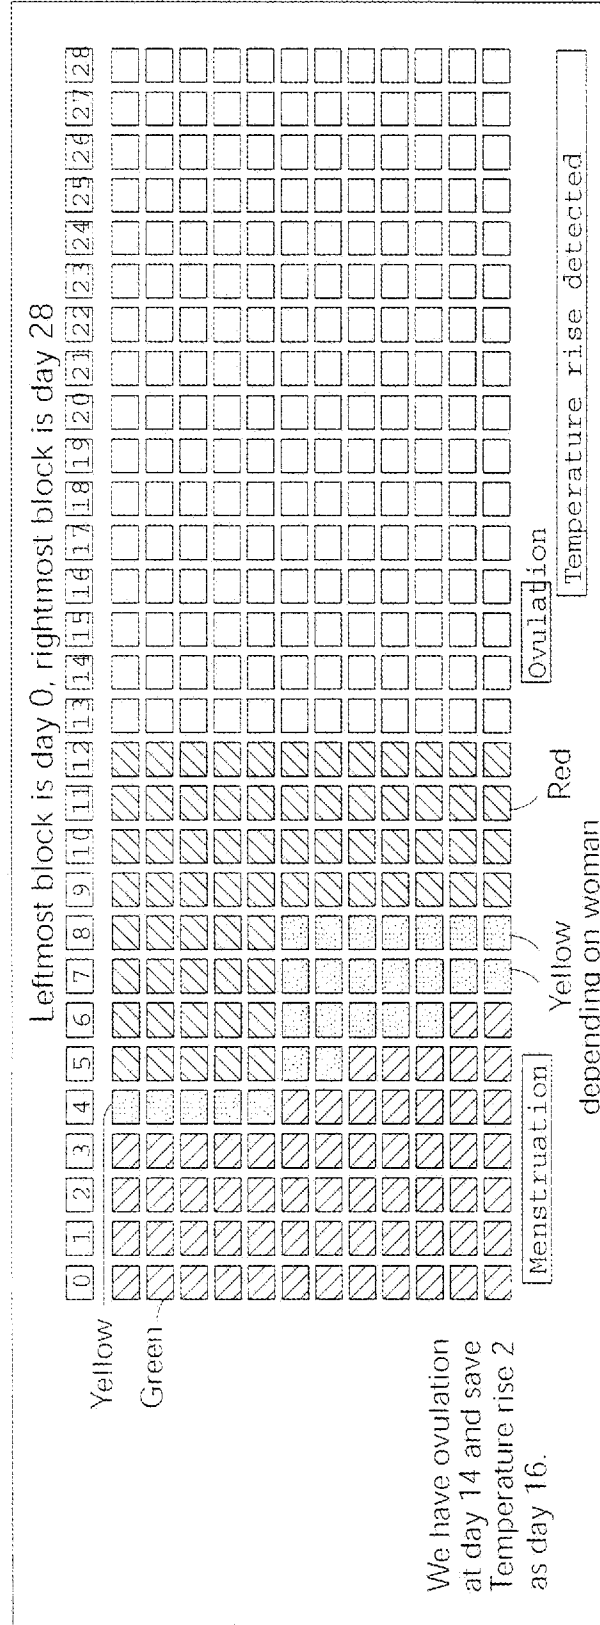 Leftmost block is day 0, rightmost block is day 28
0 1 2 3 4 5 6 7 8 9 10 11 12 13 14 15 16 17 18 19 20 21 22 23 24 25 26 27 28
Yellow
Green
We have ovulation
at day 14 and save
Temperature rise 2
as day 16.
Menstruation
Yellow
depending on woman
Red
Ovulation
Temperature rise detected